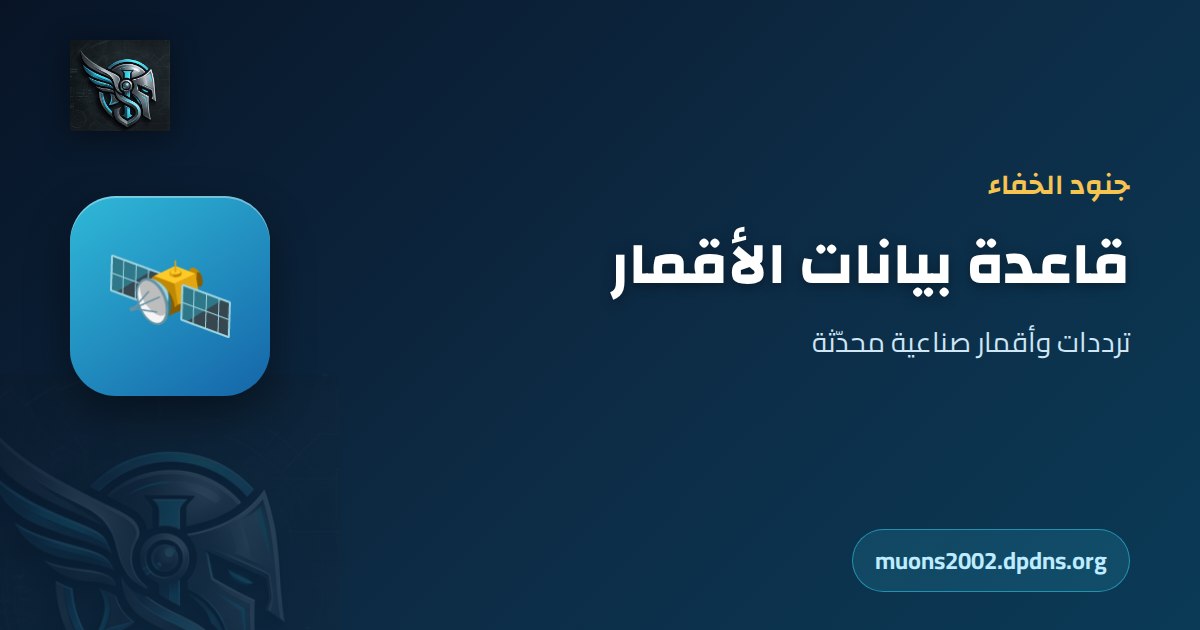 جنود الخفاء
قاعدة بيانات الأقمار
ترددات وأقمار صناعية محدّثة
muons2002.dpdns.org